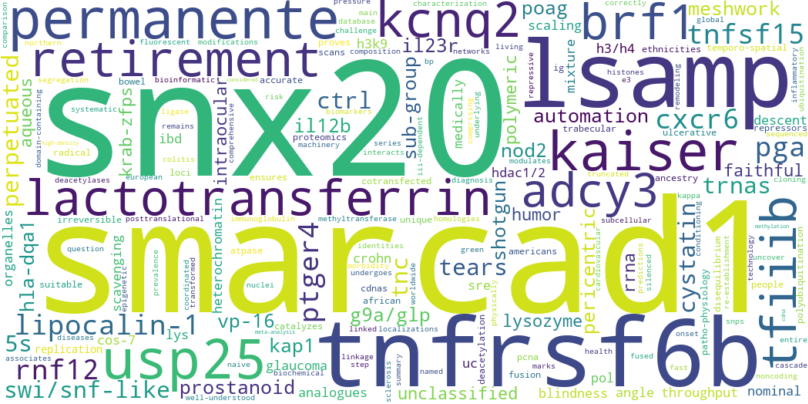 permanente
kcnq2
brf1
poag
meshwork
scaling
tnfsf15
retirement
il23r
h3k9
h3/h4
ethnicities
temporo-spatial
lsamp
snx20
perpetuated
aqueous
krab-zfps
ctrl
il12b
ibd
intraocular
sub-group
medically
polymeric
mixture
automation
cxcr6
descent
nod2
kaiser
pga
faithful
hdac1/2
trnas
lactotransferrin
adcy3
shotgun
humor
smarcad1
hla-dqa1
organelles
scavenging
heterochromatin
ptger4
crohn
tnc
tears
sre
g9a/glp
rrna
pericentric
cystatin
tfiiib
polyubiquitination
lipocalin-1
vp-16
lysozyme
5s
usp25
kap1
tnfrsf6b
rnf12
cos-7
lys
replication
glaucoma
uc
pol
swi/snf-like
prostanoid
analogues
unclassified
blindness
angle
throughput
nominal
comparison
northern
fluorescent
modifications
proves
pressure
main
database
challenge
characterization
correctly
global
scans
composition
networks
living
bowel
bioinformatic
accurate
segregation
domain-containing
systematic
ligase
risk
remains
biomarkers
comprehensive
proteomics
machinery
series
interacts
underlying
radical
colitis
loci
deacetylases
european
ensures
cotransfected
diagnosis
modulates
repressive
histones
e3
remodeling
trabecular
ulcerative
inflammatory
repressors
sequenced
ancestry
truncated
kappa
cloning
irreversible
posttranslational
immunoglobulin
methyltransferase
unique
homologies
subcellular
question
atpase
identities
green
americans
undergoes
cdnas
african
worldwide
suitable
epigenetic
prevalence
coordinated
transformed
nuclei
catalyzes
linked
localizations
physically
cardiovascular
predictions
silenced
conditioning
disequilibrium
re-establishment
technology
people
uncover
patho-physiology
snps
methylation
entire
cascade
noncoding
onset
diseases
associates
naive
biochemical
well-understood
meta-analysis
linkage
step
sclerosis
summary
named
fusion
deacetylation
pcna
marks
health
fused
fast